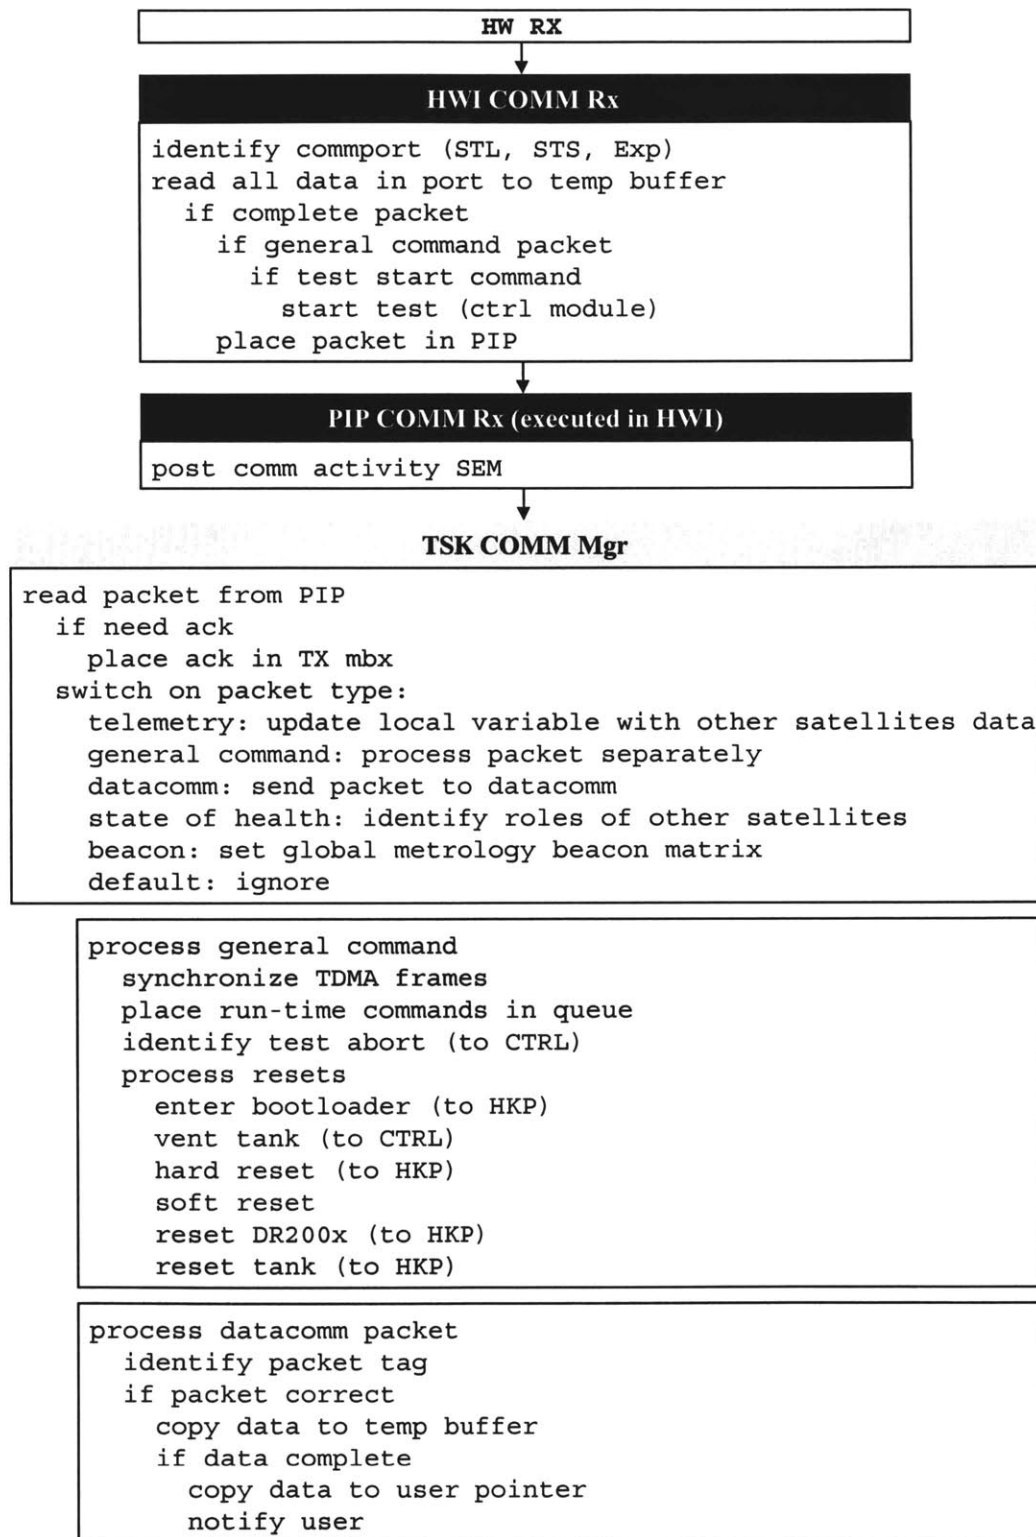 HW RX
HWI COMM Rx
identify commport (STL, STS, Exp)
read all data in port to temp buffer
if complete packet
if general command packet
if test start command
start test (ctrl module)
place packet in PIP
PIP COMM Rx (executed in HWI)
post comm activity SEM
TSK COMM Mgr
read packet from PIP
if need ack
place ack in TX mbx
switch on packet type:
telemetry: update local variable with other satellites data
general command: process packet separately
datacomm: send packet to datacomm
state of health: identify roles of other satellites
beacon: set global metrology beacon matrix
default: ignore
process general command
synchronize TDMA frames
place run-time commands in queue
identify test abort (to CTRL)
process resets
enter bootloader (to HKP)
vent tank (to CTRL)
hard reset (to HKP)
soft reset
reset DR200x (to HKP)
reset tank (to HKP)
process datacomm packet
identify packet tag
if packet correct
copy data to temp buffer
if data complete
copy data to user pointer
notify user